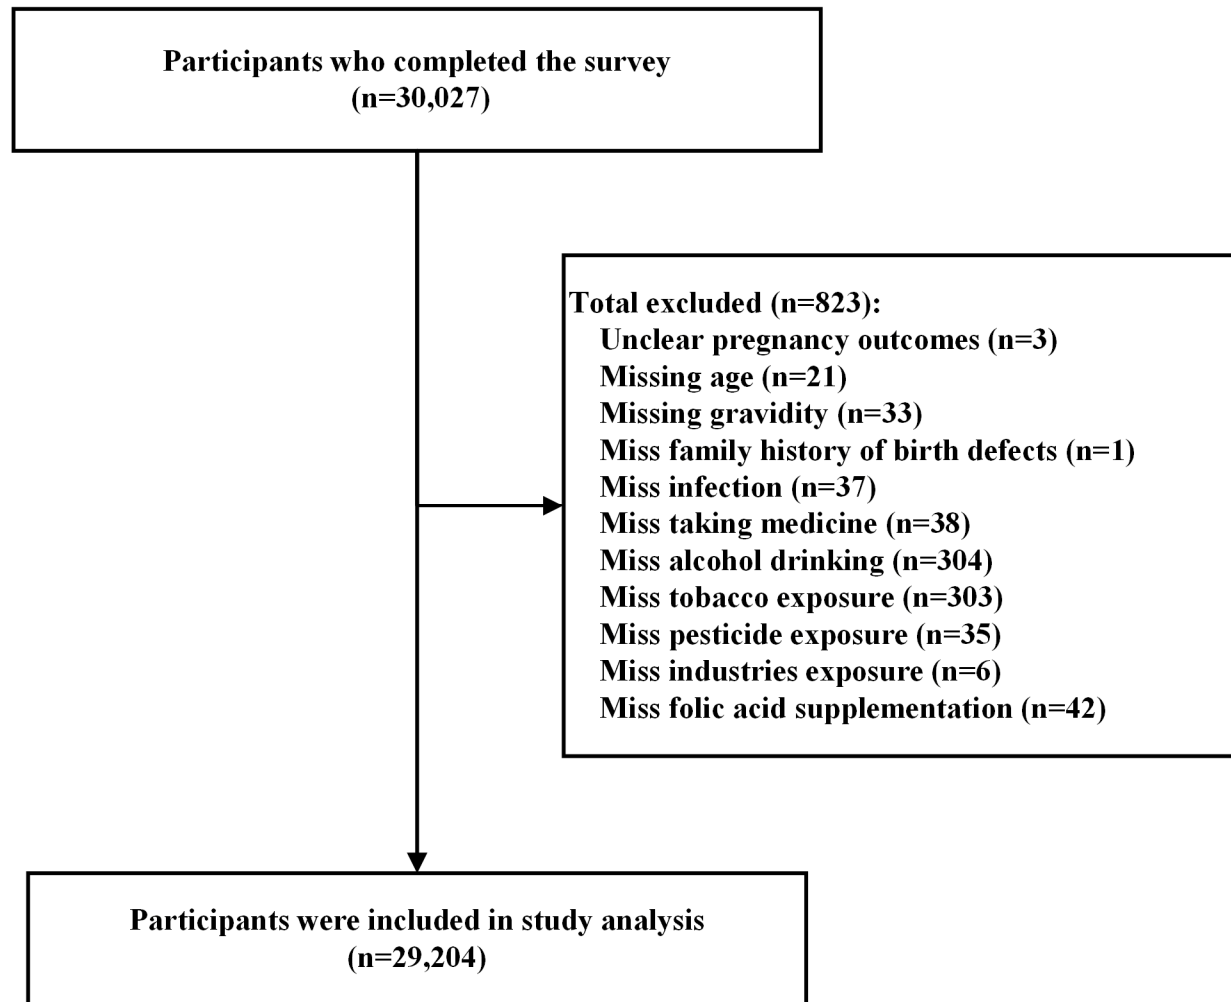 Participants who completed the survey
(n=30,027)
Total excluded (n=823):
Unclear pregnancy outcomes (n=3)
Missing age (n=21)
Missing gravidity (n=33)
Miss family history of birth defects (n=1)
Miss infection (n=37)
Miss taking medicine (n=38)
Miss alcohol drinking (n=304)
Miss tobacco exposure (n=303)
Miss pesticide exposure (n=35)
Miss industries exposure (n=6)
Miss folic acid supplementation (n=42)
Participants were included in study analysis
(n=29,204)